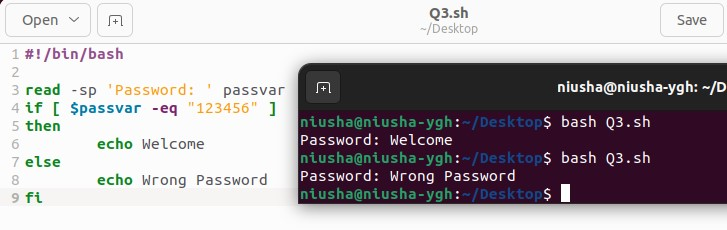 Open
Q3.sh
~/Desktop
Save
1 #!/bin/bash
2
3 read -sp 'Password: ' passvar
4 if [ $passvar -eq "123456" ]
5 then
6 echo Welcome
7 else
8 echo Wrong Password
9 fi
niusha@niusha-ygh: ~/D
niusha@niusha-ygh:~/Desktop$ bash Q3.sh
Password: Welcome
niusha@niusha-ygh:~/Desktop$ bash Q3.sh
Password: Wrong Password
niusha@niusha-ygh:~/Desktop$